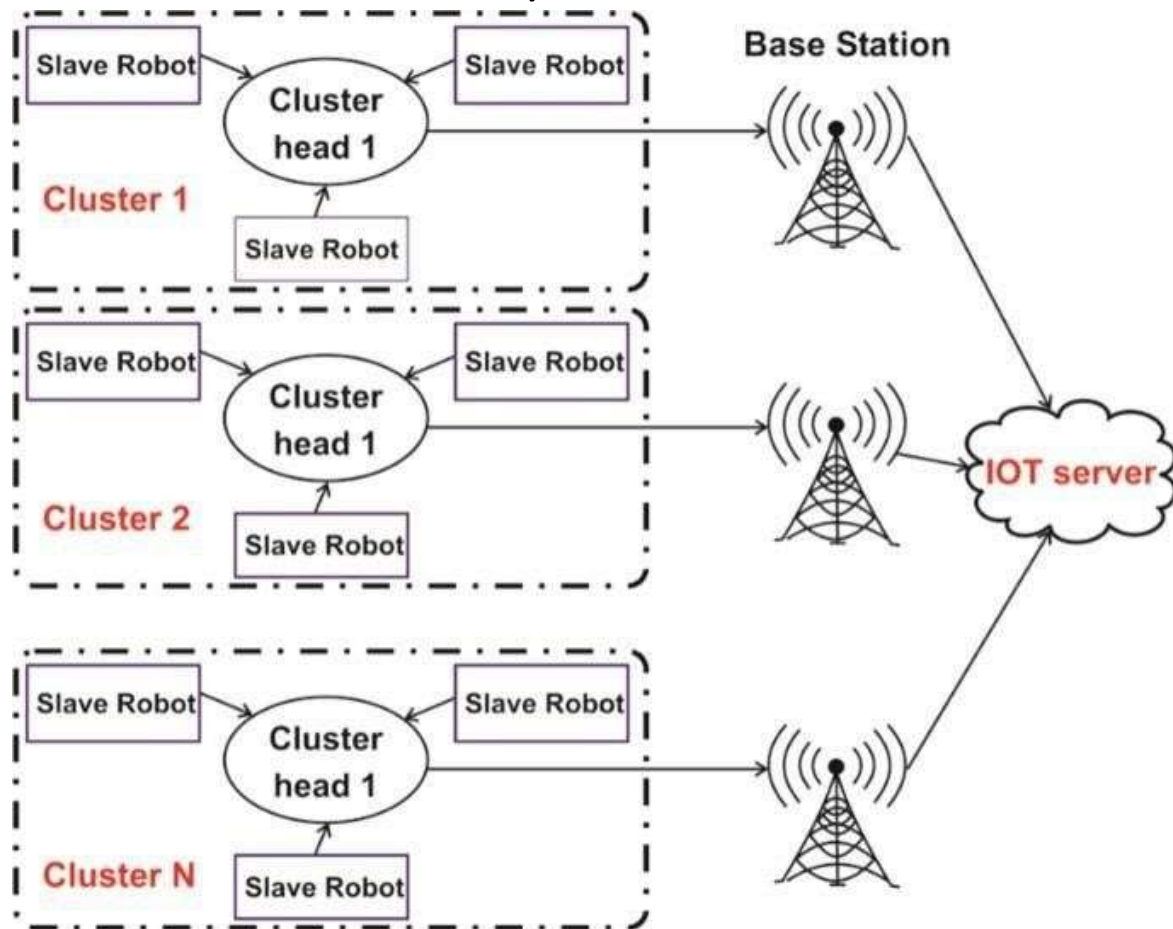 Slave Robot
Slave Robot
Cluster
head 1
Cluster 1
Slave Robot
Base Station
Slave Robot
Slave Robot
Cluster
head 1
Cluster 2
Slave Robot
IOT server
Slave Robot
Slave Robot
Cluster
head 1
Cluster N
Slave Robot